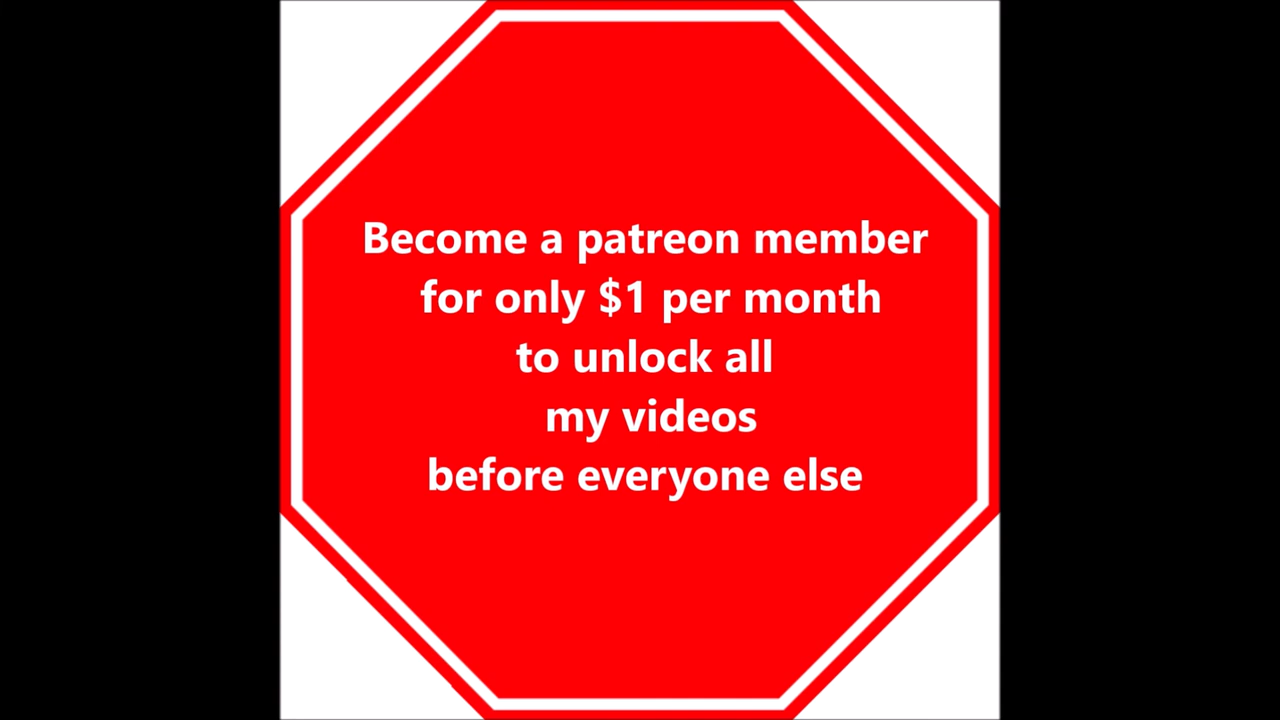 Become a patreon member
for only $1 per month
to unlock all
my videos
before everyone else